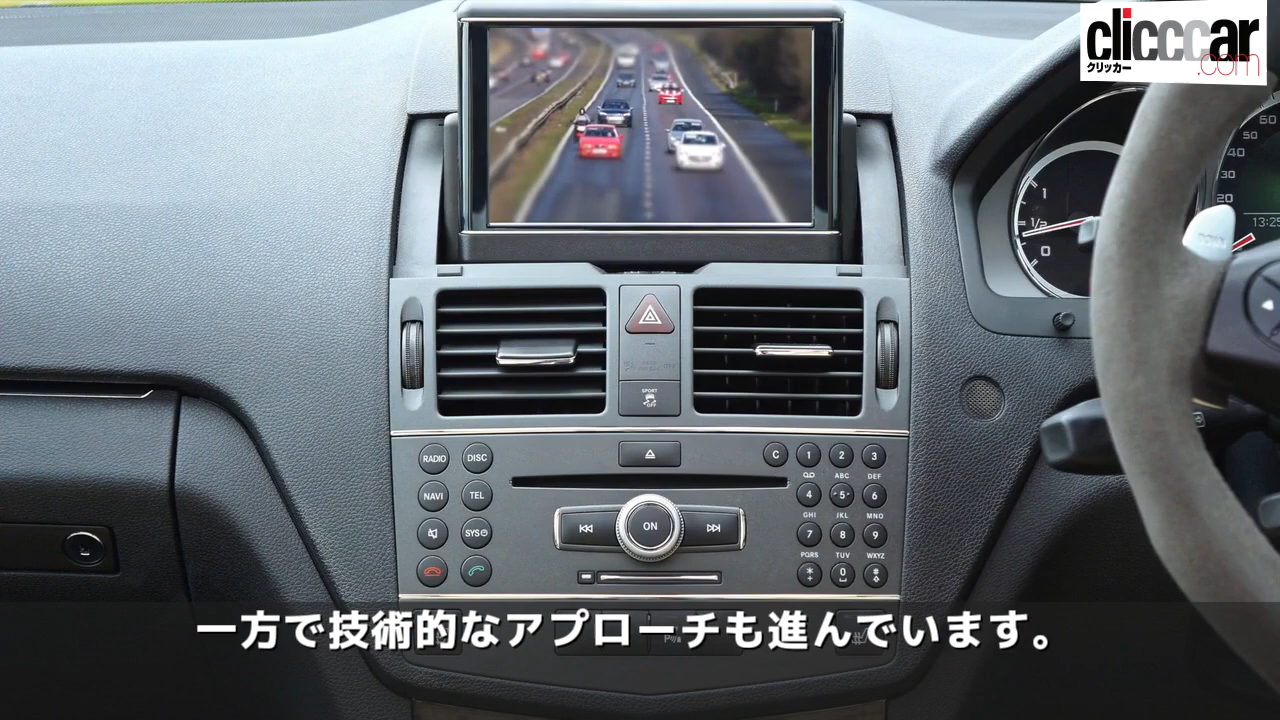 clicccar
クリッカー
.com
60
50
40
30
20
1
1/2
0
13:25
DOWN
SPORT
OFF
RADIO
DISC
C
1
2
3
ABC
DEF
NAVI
TEL
4
5
6
GHI
JKL
MNO
SYS
ON
7
8
9
PQRS
TUV
WXYZ
*
0
#
一方で技術的なアプローチも進んでいます。